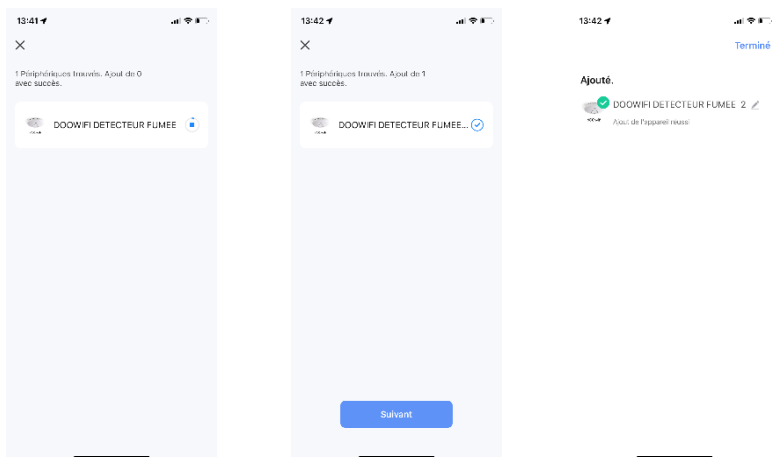 13:41
1 Périphériques trouvés. Ajout de 0
avec succès.
DOOWIFI DETECTEUR FUMEE
13:42
1 Périphériques trouvés. Ajout de 1
avec succès.
DOOWIFI DETECTEUR FUMEE...
Suivant
13:42
Terminé
Ajouté.
DOOWIFI DETECTEUR FUMEE 2
Ajout de l'appareil réussi